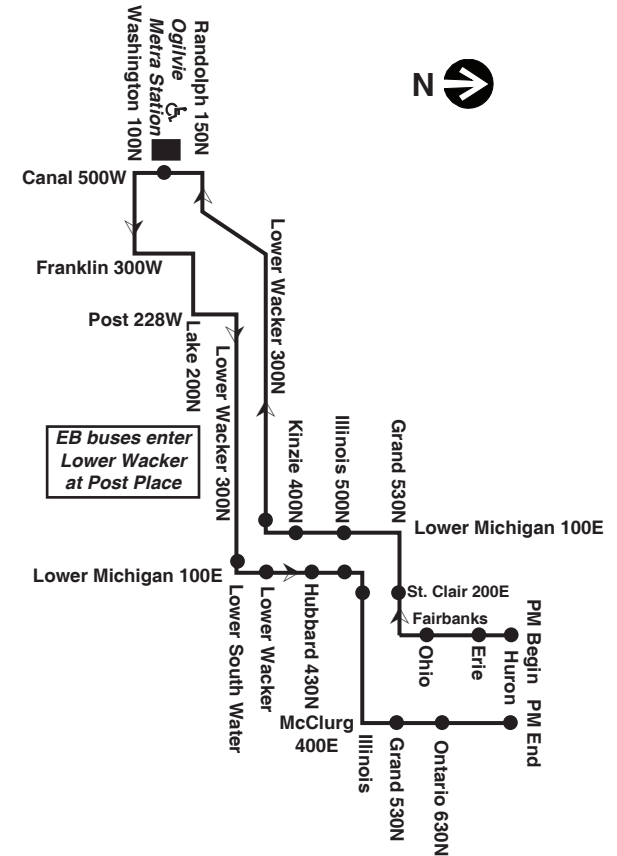 Randolph 150N
Ogilvie
Metra Station
Washington 100N
N
Canal 500W
Franklin 300W
Post 228W
Lake 200N
Lower Wacker 300N
Lower Wacker 300N
EB buses enter
Lower Wacker
at Post Place
Kinzie 400N
Illinois 500N
Grand 530N
Lower Michigan 100E
Lower Michigan 100E
St. Clair 200E
Fairbanks
Lower South Water
Lower Wacker
Hubbard 430N
Ohio
Erie
Huron
PM Begin
PM End
McClurg
400E
Illinois
Grand 530N
Ontario 630N